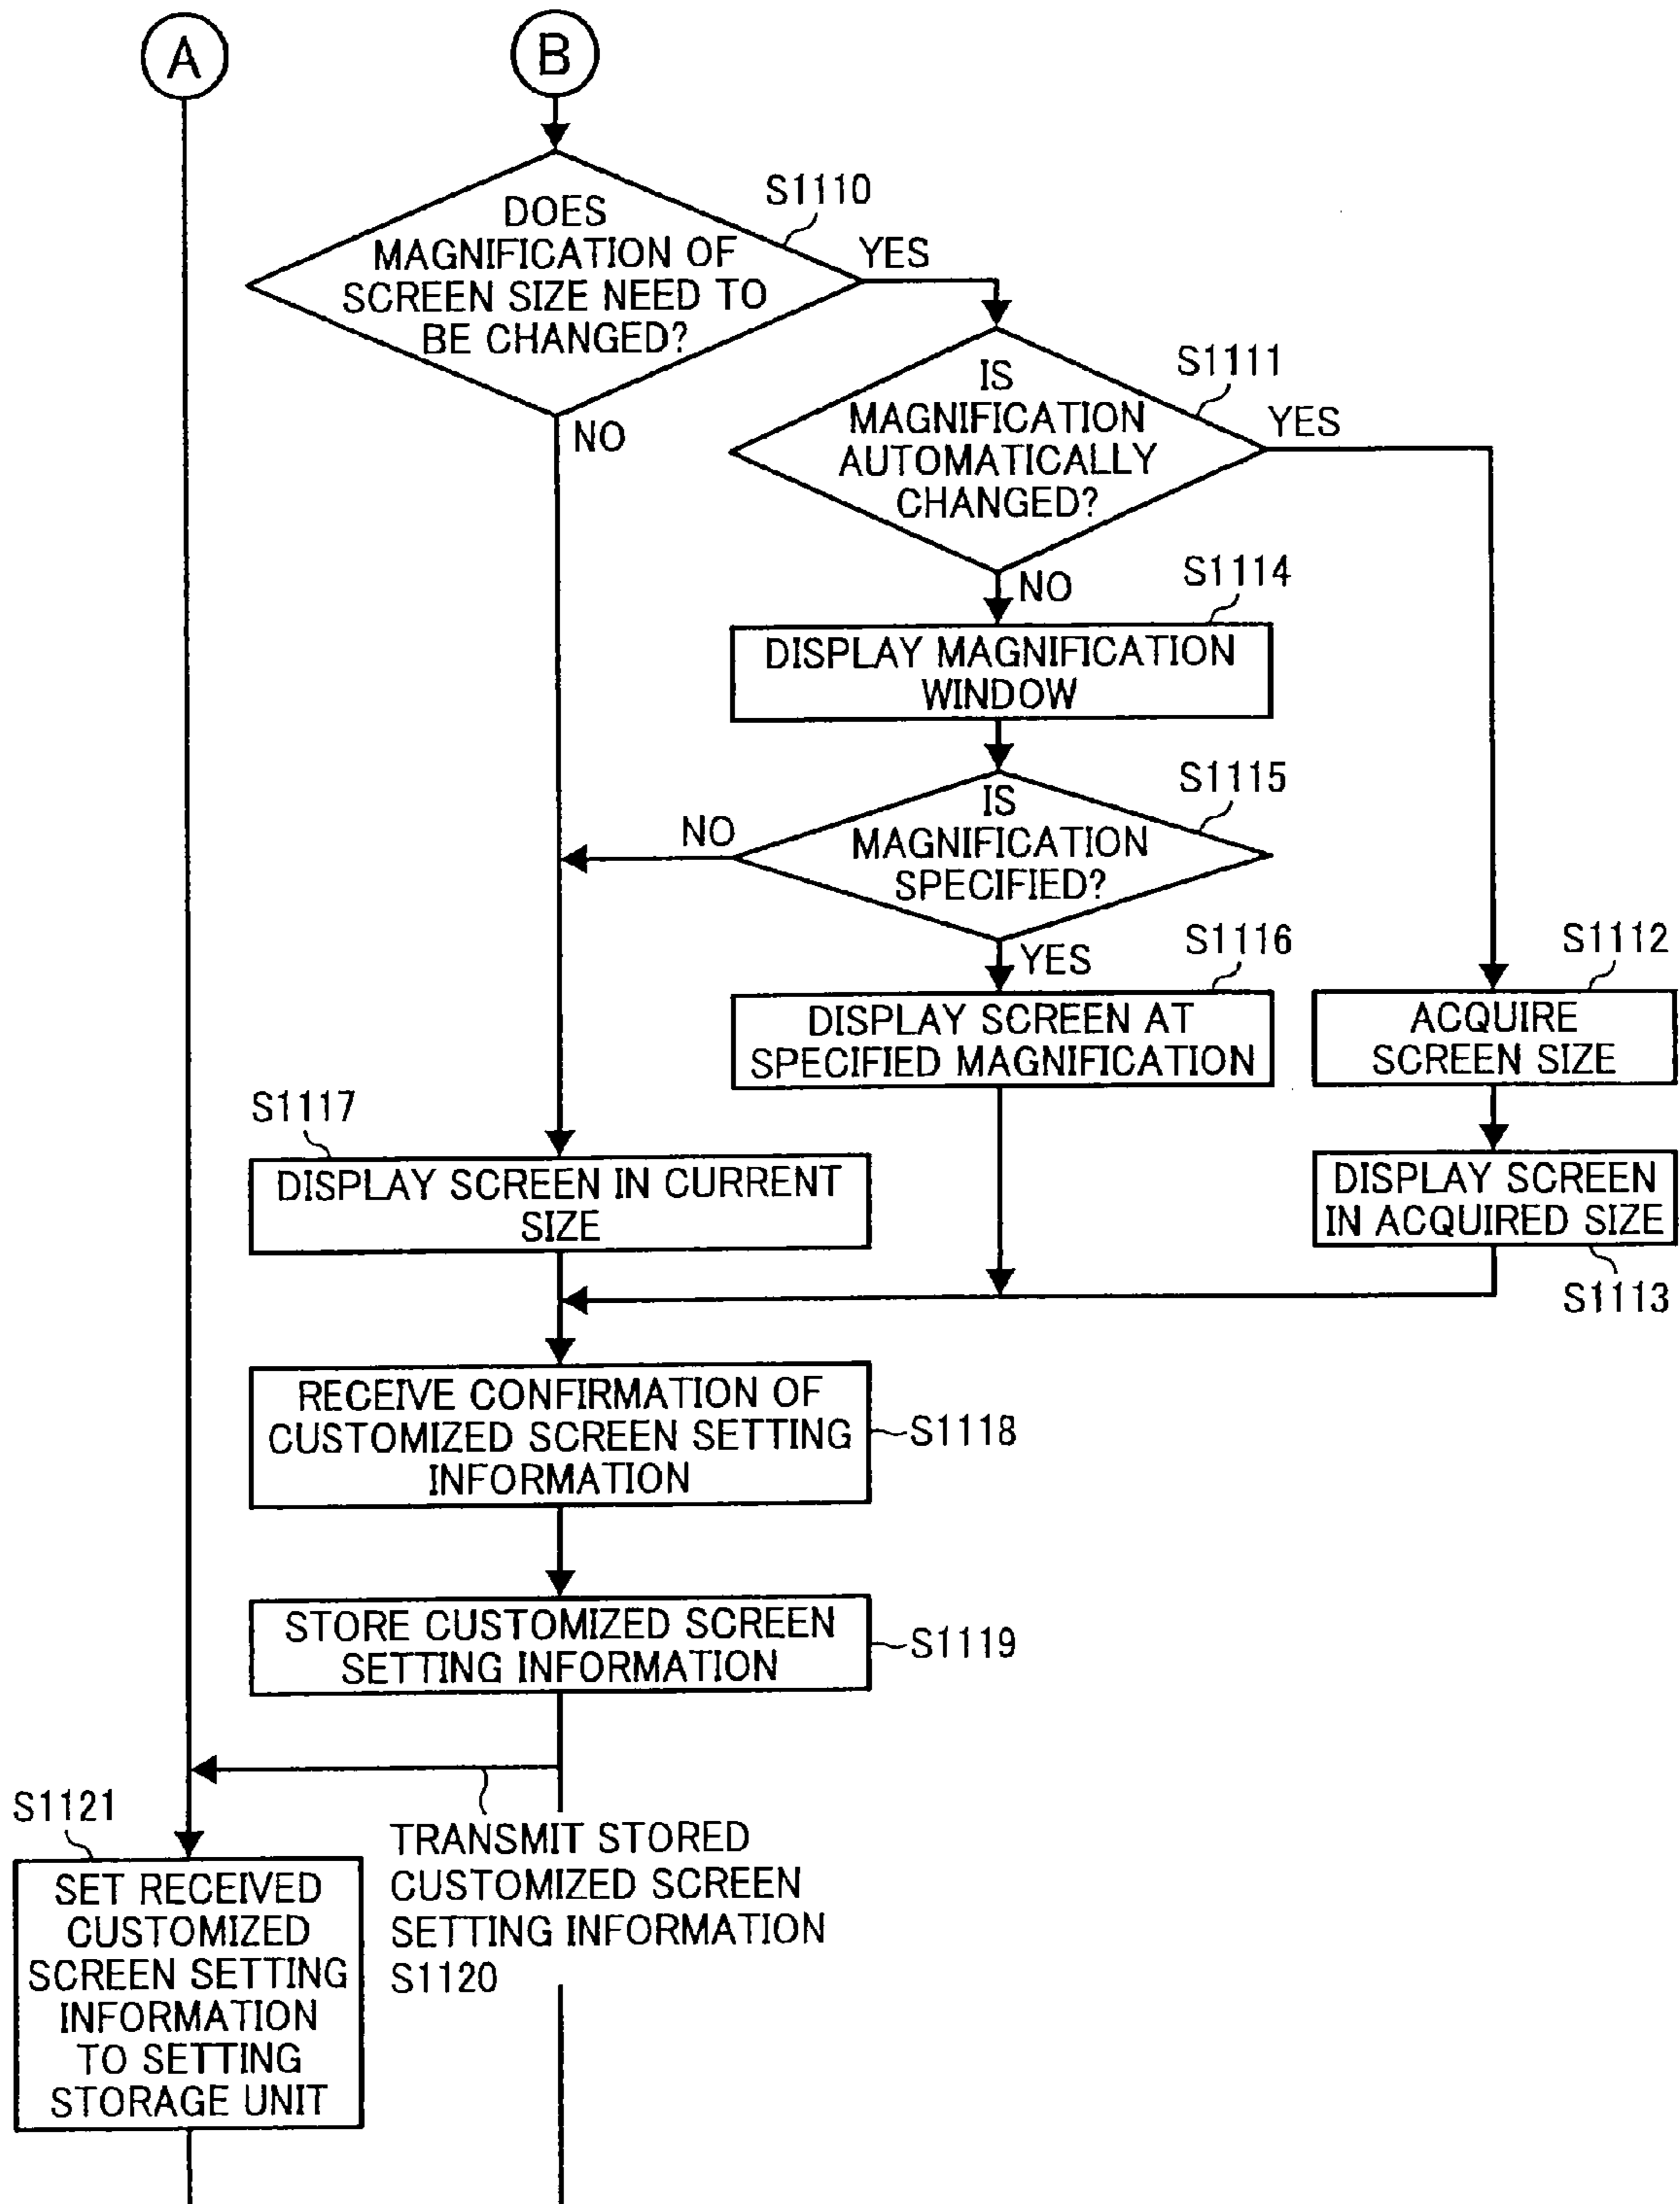 A
B
S1110
DOES
MAGNIFICATION OF
SCREEN SIZE NEED TO
BE CHANGED?
YES
NO
S1111
IS
MAGNIFICATION
AUTOMATICALLY
CHANGED?
YES
NO
S1114
DISPLAY MAGNIFICATION
WINDOW
S1115
IS
MAGNIFICATION
SPECIFIED?
NO
YES
S1116
DISPLAY SCREEN AT
SPECIFIED MAGNIFICATION
S1112
ACQUIRE
SCREEN SIZE
S1117
DISPLAY SCREEN IN CURRENT
SIZE
DISPLAY SCREEN
IN ACQUIRED SIZE
S1113
RECEIVE CONFIRMATION OF
CUSTOMIZED SCREEN SETTING
INFORMATION
S1118
STORE CUSTOMIZED SCREEN
SETTING INFORMATION
S1119
TRANSMIT STORED
CUSTOMIZED SCREEN
SETTING INFORMATION
S1120
S1121
SET RECEIVED
CUSTOMIZED
SCREEN SETTING
INFORMATION
TO SETTING
STORAGE UNIT